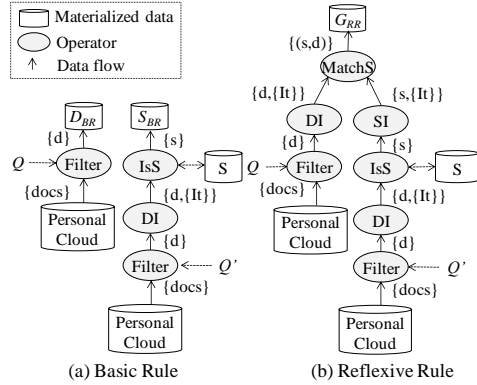 Materialized data
Operator
Data flow
G_RR
{(s,d)}
MatchS
{d,{It}}
{s,{It}}
D_BR
S_BR
DI
SI
{d}
{s}
{d}
{s}
Q
Filter
IsS
S
Q
Filter
IsS
S
{docs}
{d,{It}}
{docs}
{d,{It}}
Personal
Cloud
DI
Personal
Cloud
DI
{d}
{d}
Filter
Q’
Filter
Q’
{docs}
{docs}
Personal
Cloud
Personal
Cloud
(a) Basic Rule
(b) Reflexive Rule